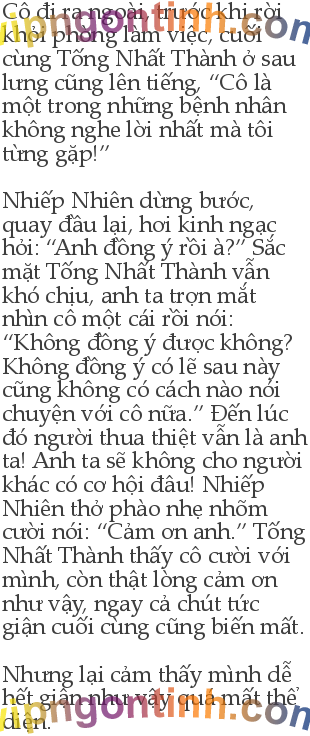 Cô đi ra ngoài, trước khi rời
khỏi phòng làm việc, cuối
cùng Tống Nhất Thành ở sau
lưng cũng lên tiếng, “Cô là
một trong những bệnh nhân
không nghe lời nhất mà tôi
từng gặp!”
Nhiếp Nhiên dừng bước,
quay đầu lại, hơi kinh ngạc
hỏi: “Anh đồng ý rồi à?” Sắc
mặt Tống Nhất Thành vẫn
khó chịu, anh ta trợn mắt
nhìn cô một cái rồi nói:
“Không đồng ý được không?
Không đồng ý có lẽ sau này
cũng không có cách nào nói
chuyện với cô nữa.” Đến lúc
đó người thua thiệt vẫn là anh
ta! Anh ta sẽ không cho người
khác có cơ hội đâu! Nhiếp
Nhiên thở phào nhẹ nhõm
cười nói: “Cảm ơn anh.” Tống
Nhất Thành thấy cô cười với
mình, còn thật lòng cảm ơn
như vậy, ngay cả chút tức
giận cuối cùng cũng biến mất.
Nhưng lại cảm thấy mình dễ
hết giận như vậy quá mất thể
diện.
vipngontinh.com
vipngontinh.com